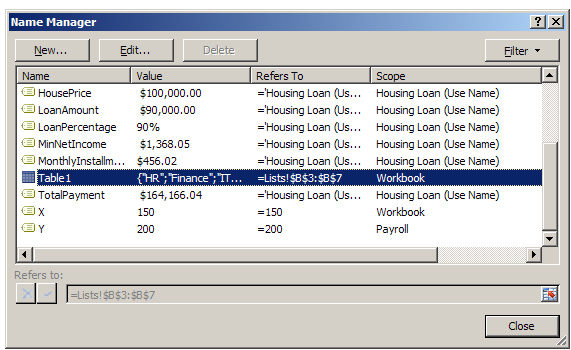 Name Manager
New... Edit... Delete Filter
Name Value Refers To Scope
HousePrice $100,000.00 ='Housing Loan (Us... Housing Loan (Use Name)
LoanAmount $90,000.00 ='Housing Loan (Us... Housing Loan (Use Name)
LoanPercentage 90% ='Housing Loan (Us... Housing Loan (Use Name)
MinNetIncome $1,368.05 ='Housing Loan (Us... Housing Loan (Use Name)
MonthlyInstallm... $456.02 ='Housing Loan (Us... Housing Loan (Use Name)
Table1 {"HR";"Finance";"IT... =Lists!$B$3:$B$7 Workbook
TotalPayment $164,166.04 ='Housing Loan (Us... Housing Loan (Use Name)
X 150 =150 Workbook
Y 200 =200 Payroll
Refers to:
=Lists!$B$3:$B$7
Close